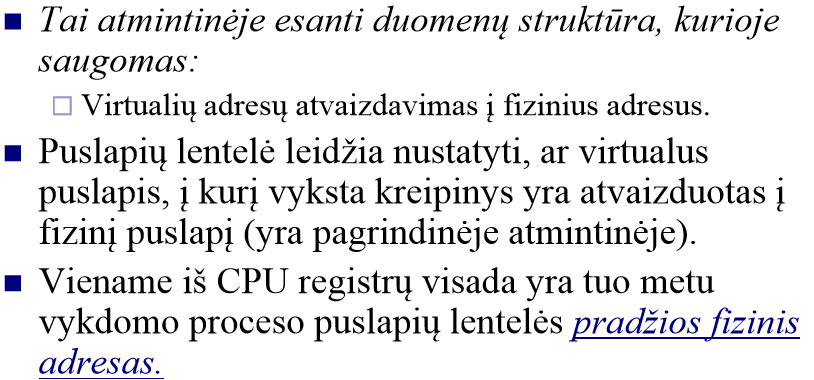 Tai atmintinėje esanti duomenų struktūra, kurioje
saugomas:
Virtualių adresų atvaizdavimas į fizinius adresus.
Puslapių lentelė leidžia nustatyti, ar virtualus
puslapis, į kurį vyksta kreipinys yra atvaizduotas į
fizinį puslapį (yra pagrindinėje atmintinėje).
Viename iš CPU registrų visada yra tuo metu
vykdomo proceso puslapių lentelės pradžios fizinis
adresas.